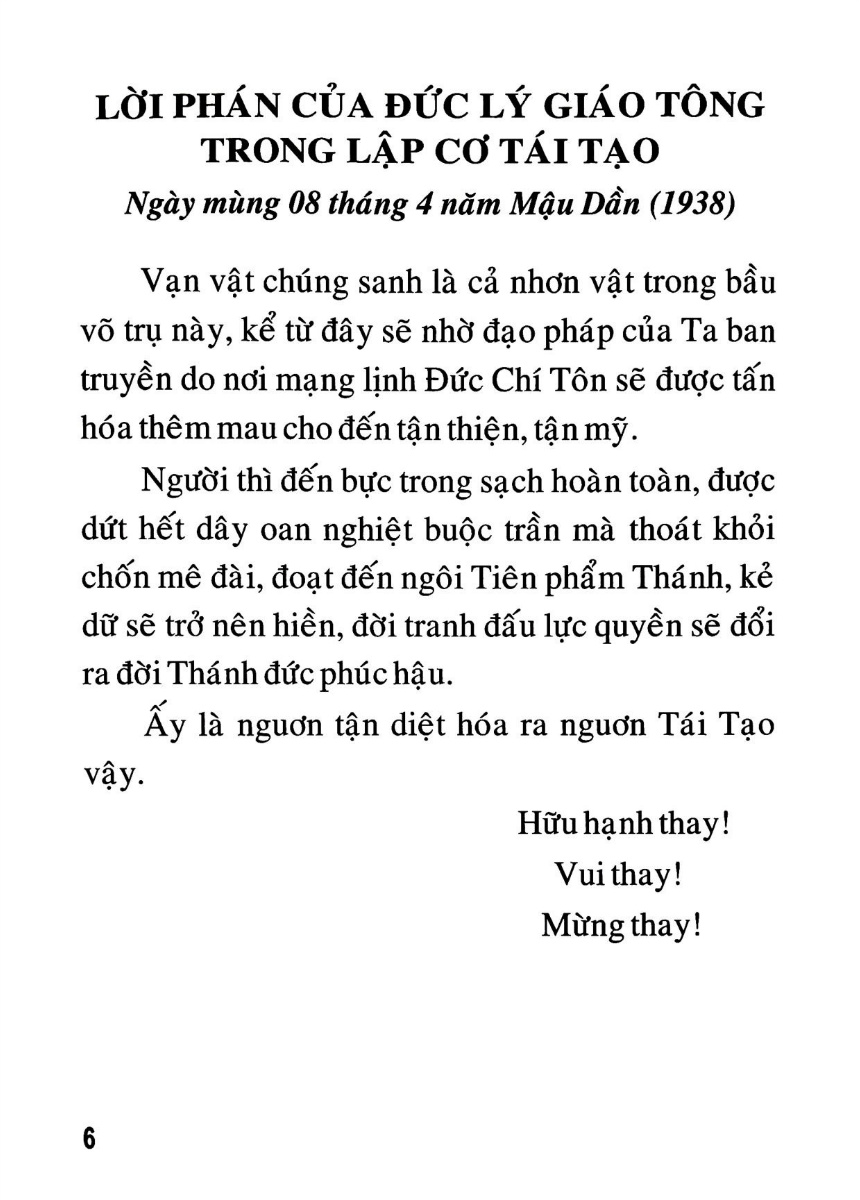 LỜI PHÁN CỦA ĐỨC LÝ GIÁO TÔNG
TRONG LẬP CƠ TÁI TẠO
Ngày mùng 08 tháng 4 năm Mậu Dần (1938)
Vạn vật chúng sanh là cả nhơn vật trong bầu
võ trụ này, kể từ đây sẽ nhờ đạo pháp của Ta ban
truyền do nơi mạng lịnh Đức Chí Tôn sẽ được tấn
hóa thêm mau cho đến tận thiện, tận mỹ.
Người thì đến bực trong sạch hoàn toàn, được
dứt hết dây oan nghiệt buộc trần mà thoát khỏi
chốn mê đài, đoạt đến ngôi Tiên phẩm Thánh, kẻ
dữ sẽ trở nên hiền, đời tranh đấu lực quyền sẽ đổi
ra đời Thánh đức phúc hậu.
Ấy là nguơn tận diệt hóa ra nguơn Tái Tạo
vậy.
Hữu hạnh thay!
Vui thay!
Mừng thay!
6